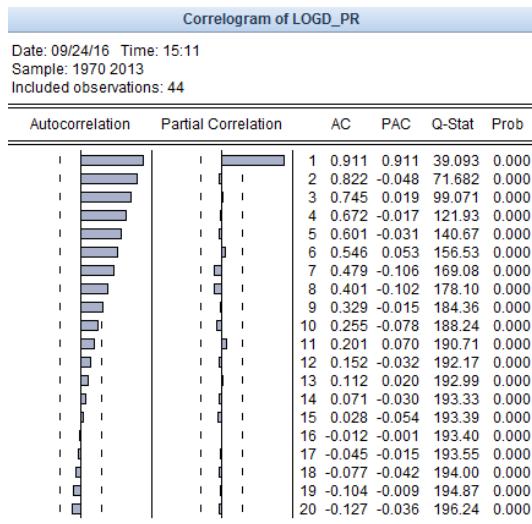 Correlogram of LOGD_PR
Date: 09/24/16 Time: 15:11
Sample: 1970 2013
Included observations: 44
Autocorrelation Partial Correlation AC PAC Q-Stat Prob
1 0.911 0.911 39.093 0.000
2 0.822 -0.048 71.682 0.000
3 0.745 0.019 99.071 0.000
4 0.672 -0.017 121.93 0.000
5 0.601 -0.031 140.67 0.000
6 0.546 0.053 156.53 0.000
7 0.479 -0.106 169.08 0.000
8 0.401 -0.102 178.10 0.000
9 0.329 -0.015 184.36 0.000
10 0.255 -0.078 188.24 0.000
11 0.201 0.070 190.71 0.000
12 0.152 -0.032 192.17 0.000
13 0.112 0.020 192.99 0.000
14 0.071 -0.030 193.33 0.000
15 0.028 -0.054 193.39 0.000
16 -0.012 -0.001 193.40 0.000
17 -0.045 -0.015 193.55 0.000
18 -0.077 -0.042 194.00 0.000
19 -0.104 -0.009 194.87 0.000
20 -0.127 -0.036 196.24 0.000